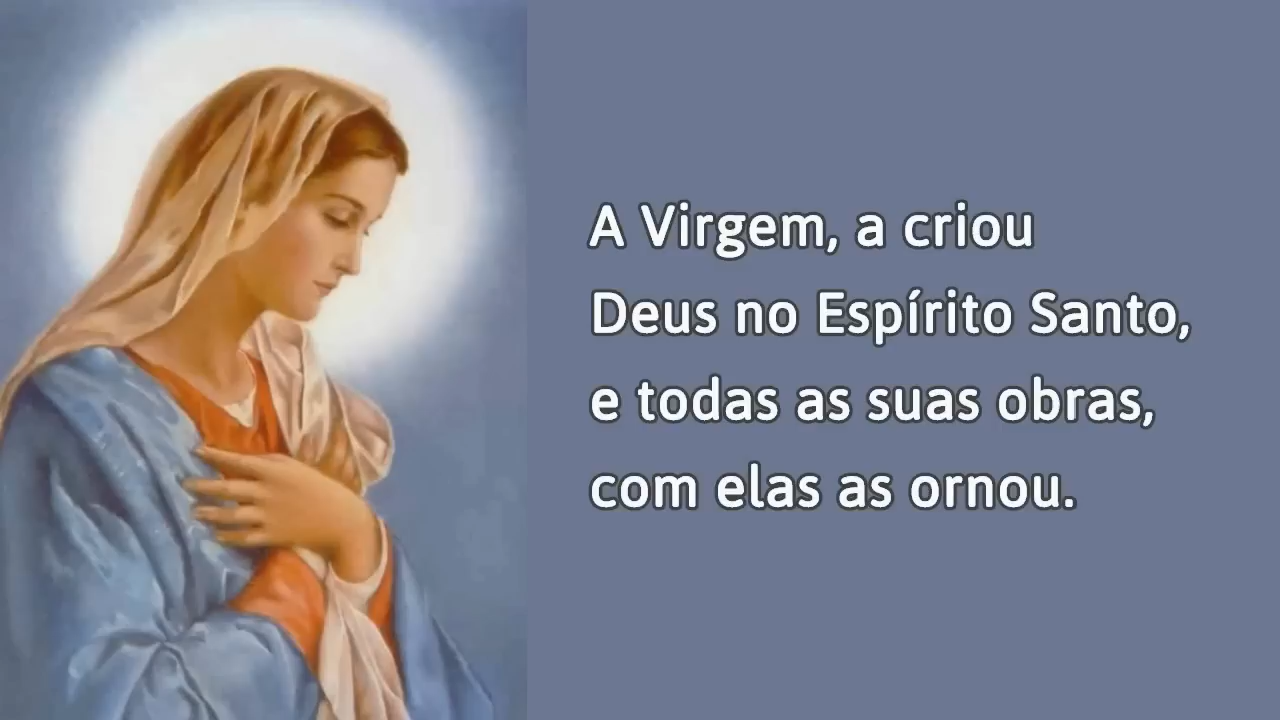 A Virgem, a criou
Deus no Espírito Santo,
e todas as suas obras,
com elas as ornou.